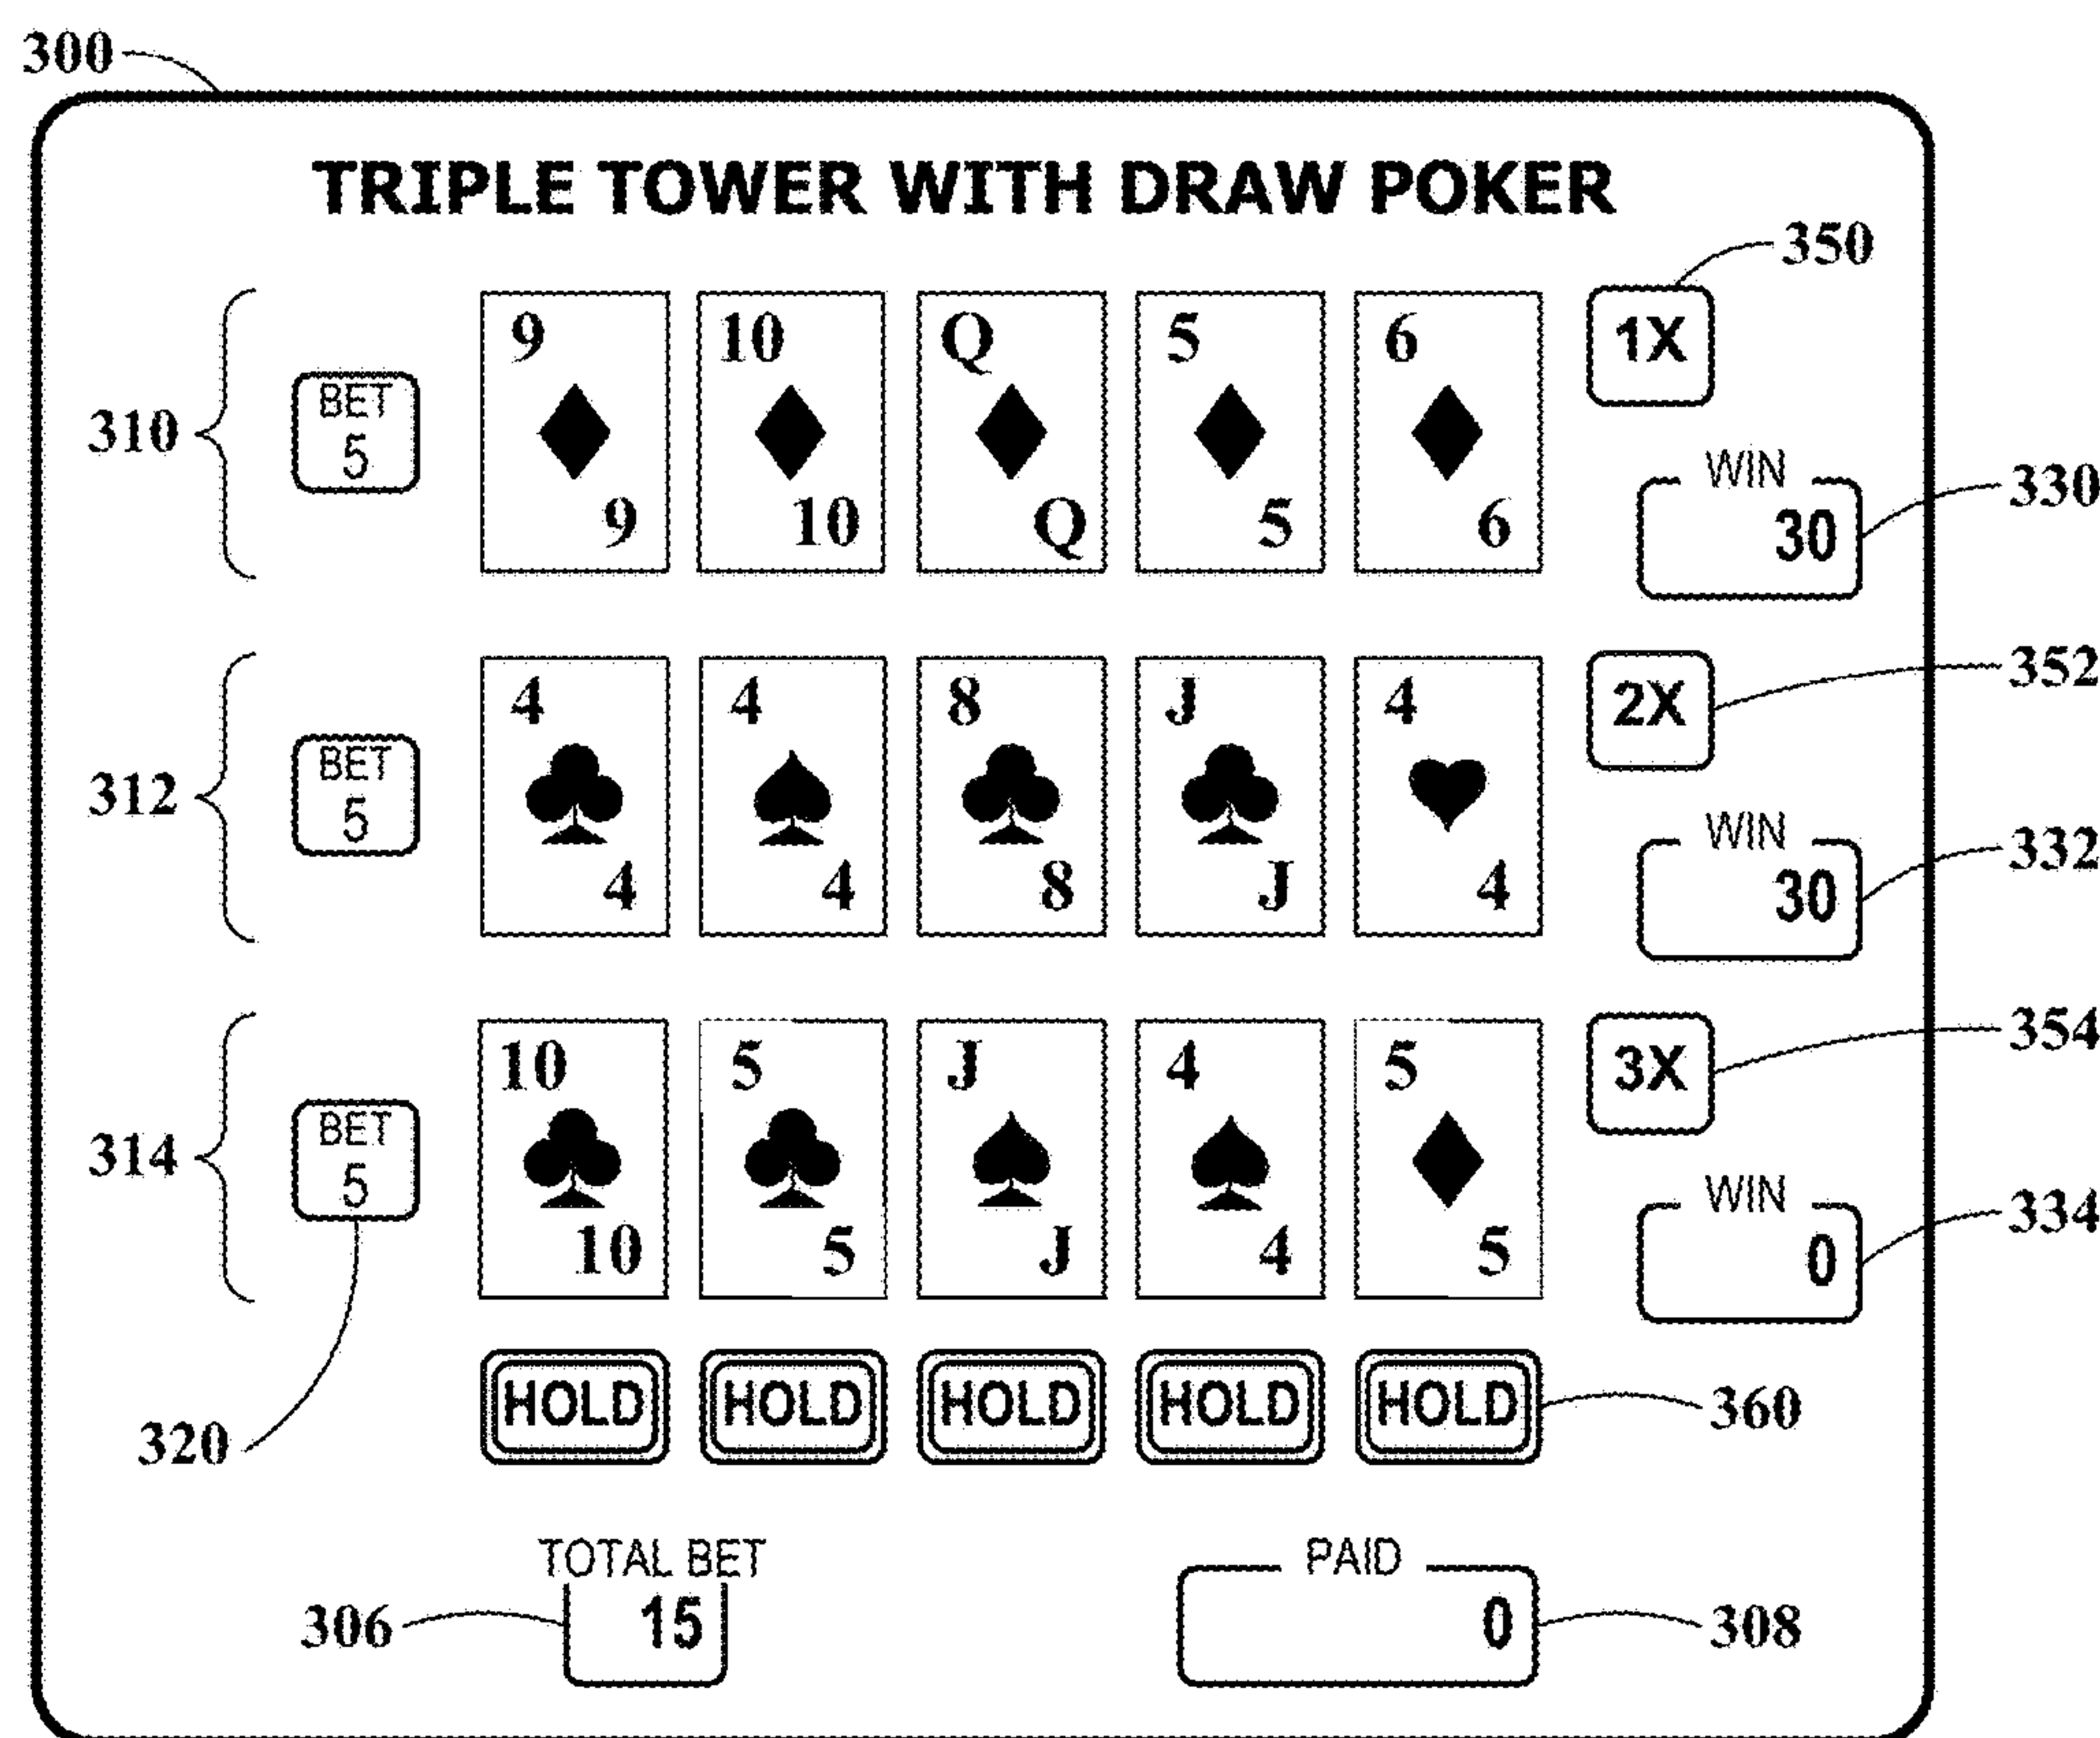 300
TRIPLE TOWER WITH DRAW POKER
350
9 10 Q 5 6 1X
310
BET
5
WIN
30
330
9 10 Q 5 6
352
4 4 8 J 4 2X
312
BET
5
WIN
30
332
4 4 8 J 4
354
10 5 J 4 5 3X
314
BET
5
WIN
0
334
10 5 J 4 5
320
HOLD HOLD HOLD HOLD HOLD
360
TOTAL BET
15
306
PAID
0
308